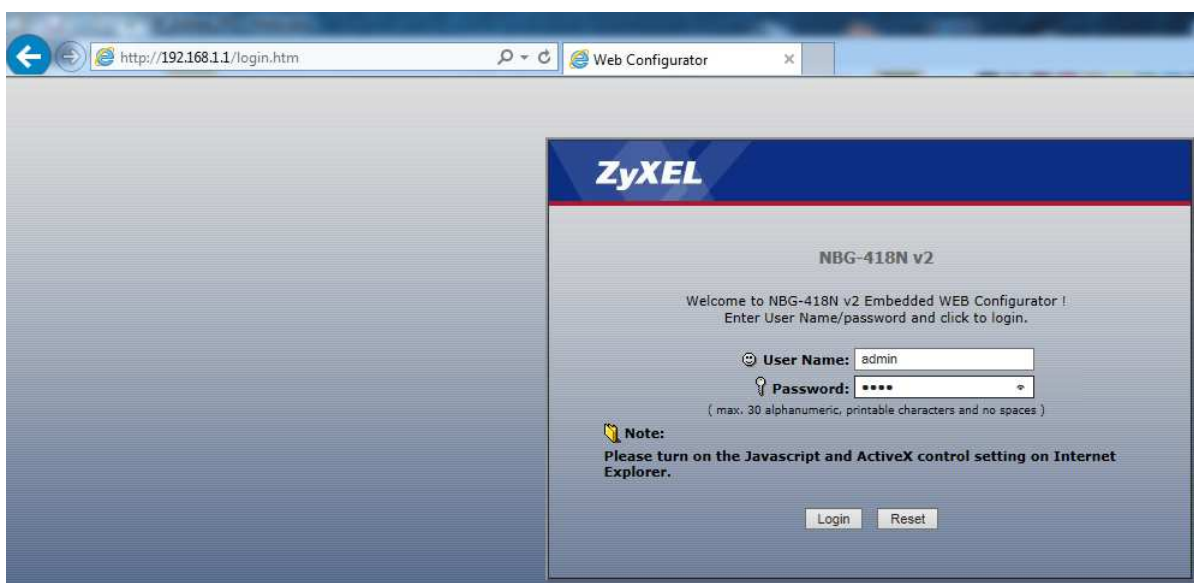 http://192.168.1.1/login.htm
Web Configurator
ZyXEL
NBG-418N v2
Welcome to NBG-418N v2 Embedded WEB Configurator !
Enter User Name/password and click to login.
User Name: admin
Password: ••••
( max. 30 alphanumeric, printable characters and no spaces )
Note:
Please turn on the Javascript and ActiveX control setting on Internet
Explorer.
Login Reset